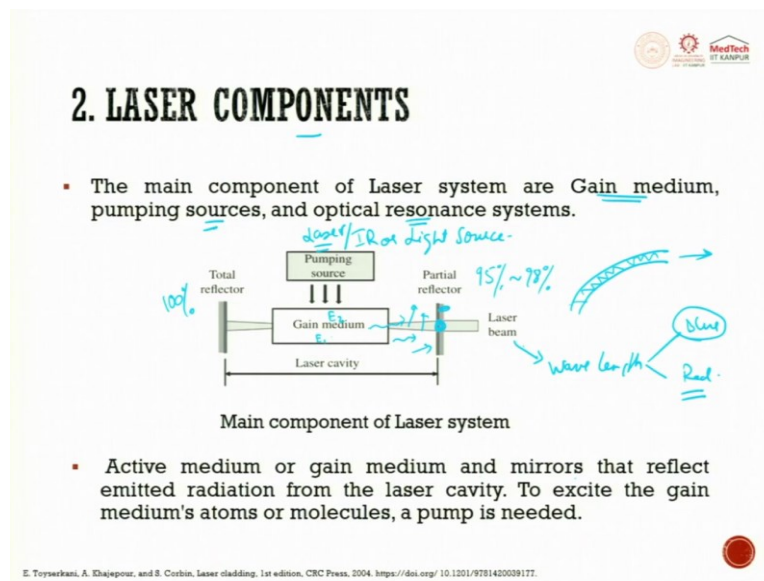 MedTech
IIT KANPUR
2. LASER COMPONENTS
▪ The main component of Laser system are Gain medium,
pumping sources, and optical resonance systems.
Laser/IR or Light Source.
Pumping
source
Total
reflector
Partial
reflector
95% ~ 98%
100%
Gain medium
E2
E1
Laser
beam
Laser cavity
Wave length
Blue
Red.
Main component of Laser system
▪ Active medium or gain medium and mirrors that reflect
emitted radiation from the laser cavity. To excite the gain
medium's atoms or molecules, a pump is needed.
E. Toyserkani, A. Khajepour, and S. Corbin, Laser cladding, 1st edition, CRC Press, 2004. https://doi.org/ 10.1201/9781420039177.